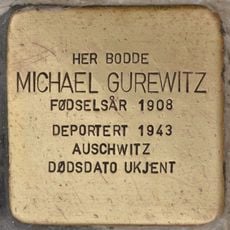 HER BODDE
MICHAEL GUREWITZ
FØDSELSÅR 1908
DEPORTERT 1943
AUSCHWITZ
DØDSDATO UKJENT